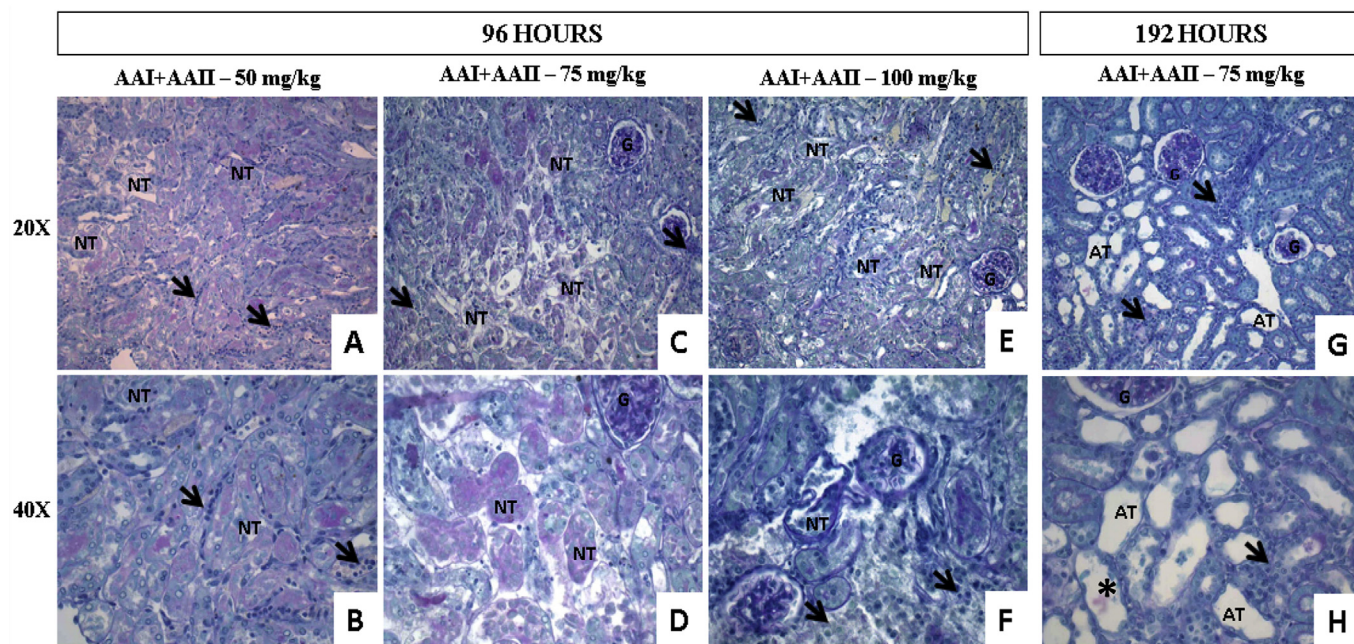 96 HOURS 192 HOURS
AAI+AAII – 50 mg/kg AAI+AAII – 75 mg/kg AAI+AAII – 100 mg/kg AAI+AAII – 75 mg/kg
20X
NT NT NT A
NT G NT NT C
NT NT NT NT G E
G G AT AT G
40X
NT NT B
G NT NT D
G NT F
G AT * AT H